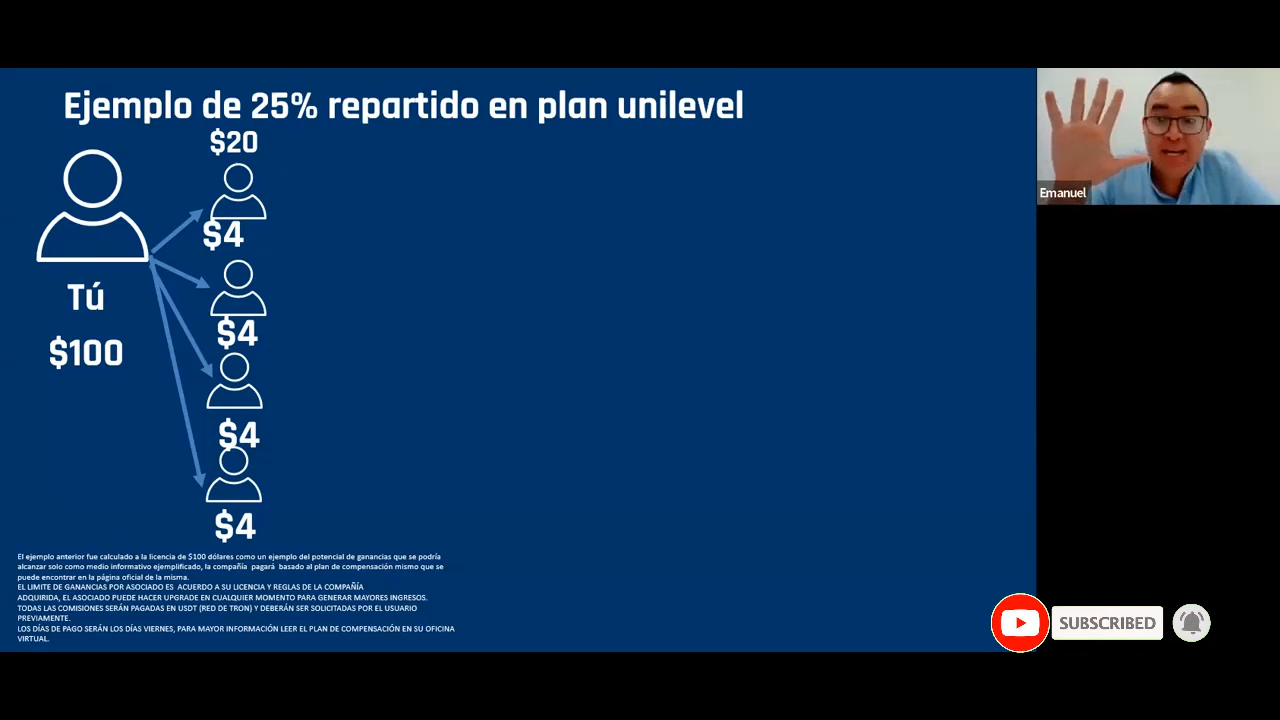 Ejemplo de 25% repartido en plan unilevel
$20
$4
Tú
$100
$4
$4
$4
El ejemplo anterior fue calculado a la licencia de $100 dólares como un ejemplo del potencial de ganancias que se podría
alcanzar solo como medio informativo ejemplificado, la compañía pagará basado al plan de compensación mismo que se
puede encontrar en la página oficial de la misma.
EL LIMITE DE GANANCIAS POR ASOCIADO ES ACUERDO A SU LICENCIA Y REGLAS DE LA COMPAÑÍA
ADQUIRIDA, EL ASOCIADO PUEDE HACER UPGRADE EN CUALQUIER MOMENTO PARA GENERAR MAYORES INGRESOS.
TODAS LAS COMISIONES SERÁN PAGADAS EN USDT (RED DE TRON) Y DEBERÁN SER SOLICITADAS POR EL USUARIO
PREVIAMENTE.
LOS DÍAS DE PAGO SERÁN LOS DÍAS VIERNES, PARA MAYOR INFORMACIÓN LEER EL PLAN DE COMPENSACIÓN EN SU OFICINA
VIRTUAL.
Emanuel
SUBSCRIBED